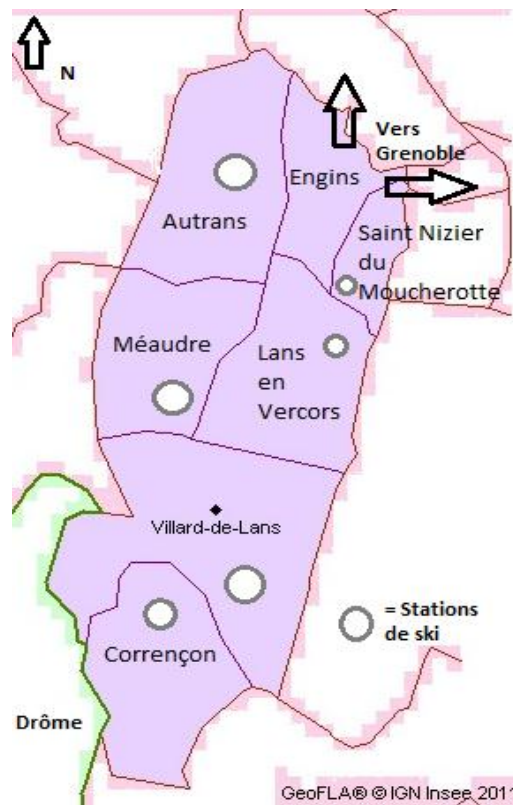 N
Vers
Grenoble
Engins
Autrans
Saint Nizier
du
Moucherotte
Méaudre
Lans
en
Vercors
Villard-de-Lans
= Stations
de ski
Corrençon
Drôme
GeoFLA® © IGN Insee 2011